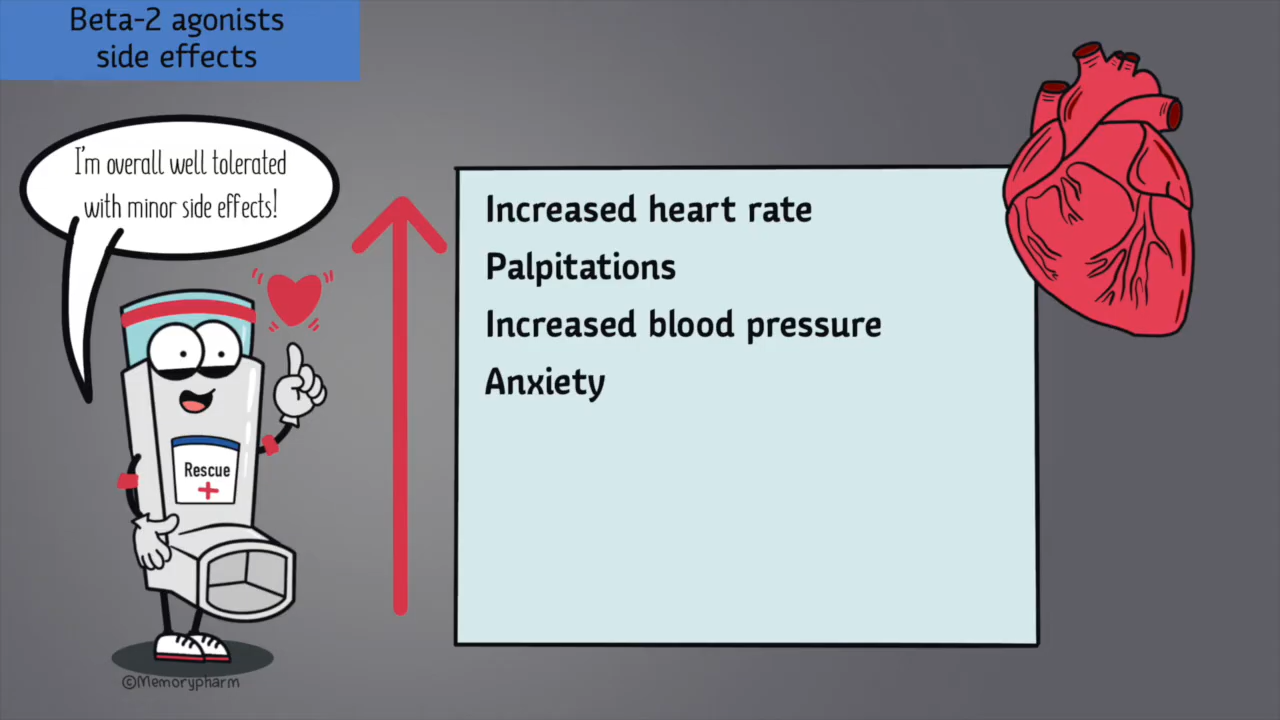 Beta-2 agonists
side effects
I'm overall well tolerated
with minor side effects!
Increased heart rate
Palpitations
Increased blood pressure
Anxiety
Rescue
©Memorypharm